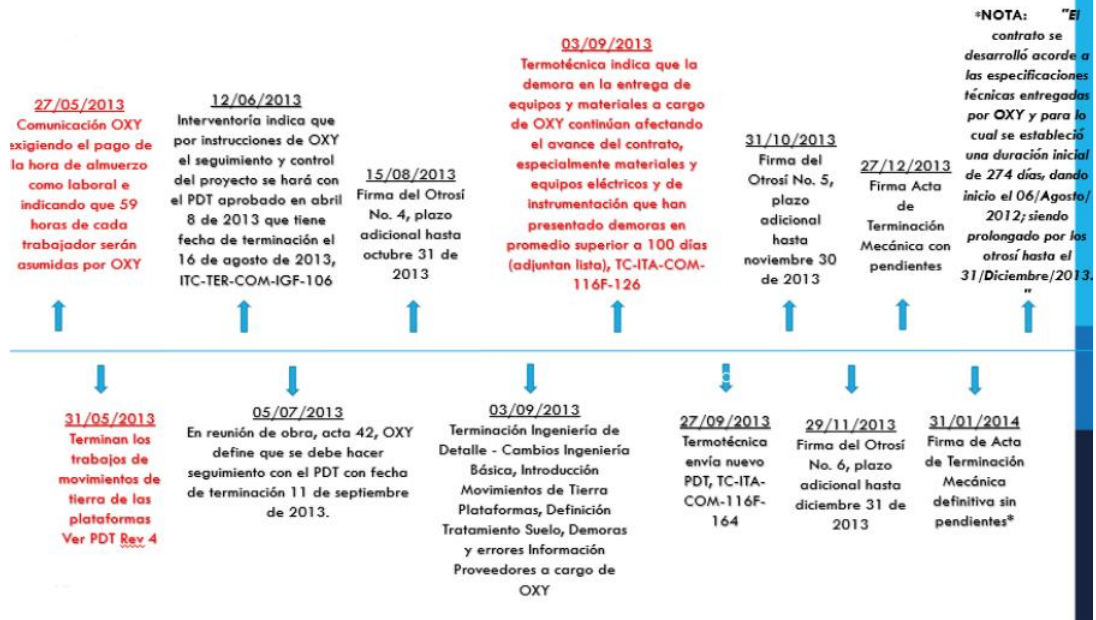 27/05/2013
Comunicación OXY
exigiendo el pago de
la hora de almuerzo
como laboral e
indicando que 59
horas de cada
trabajador serán
asumidas por OXY
12/06/2013
Interventoría indica que
por instrucciones de OXY
el seguimiento y control
del proyecto se hará con
el PDT aprobado en abril
8 de 2013 que tiene
fecha de terminación el
16 de agosto de 2013,
ITC-TER-COM-IGF-106
15/08/2013
Firma del Otrosí
No. 4, plazo
adicional hasta
octubre 31 de
2013
03/09/2013
Termotécnica indica que la
demora en la entrega de
equipos y materiales a cargo
de OXY continúan afectando
el avance del contrato,
especialmente materiales y
equipos eléctricos y de
instrumentación que han
presentado demoras en
promedio superior a 100 días
(adjuntan lista), TC-ITA-COM-
116F-126
31/10/2013
Firma del
Otrosí No. 5,
plazo
adicional
hasta
noviembre 30
de 2013
27/12/2013
Firma Acta
de
Terminación
Mecánica con
pendientes
*NOTA: "El
contrato se
desarrolló acorde a
las especificaciones
técnicas entregadas
por OXY y para lo
cual se estableció
una duración inicial
de 274 días, dando
inicio el 06/Agosto/
2012; siendo
prolongado por los
otrosí hasta el
31/Diciembre/2013.
"
31/05/2013
Terminan los
trabajos de
movimientos de
tierra de las
plataformas
Ver PDT Rev 4
05/07/2013
En reunión de obra, acta 42, OXY
define que se debe hacer
seguimiento con el PDT con fecha
de terminación 11 de septiembre
de 2013.
03/09/2013
Terminación Ingeniería de
Detalle - Cambios Ingeniería
Básica, Introducción
Movimientos de Tierra
Plataformas, Definición
Tratamiento Suelo, Demoras
y errores Información
Proveedores a cargo de
OXY
27/09/2013
Termotécnica
envía nuevo
PDT, TC-ITA-
COM-116F-
164
29/11/2013
Firma del Otrosí
No. 6, plazo
adicional hasta
diciembre 31 de
2013
31/01/2014
Firma de Acta
de Terminación
Mecánica
definitiva sin
pendientes*